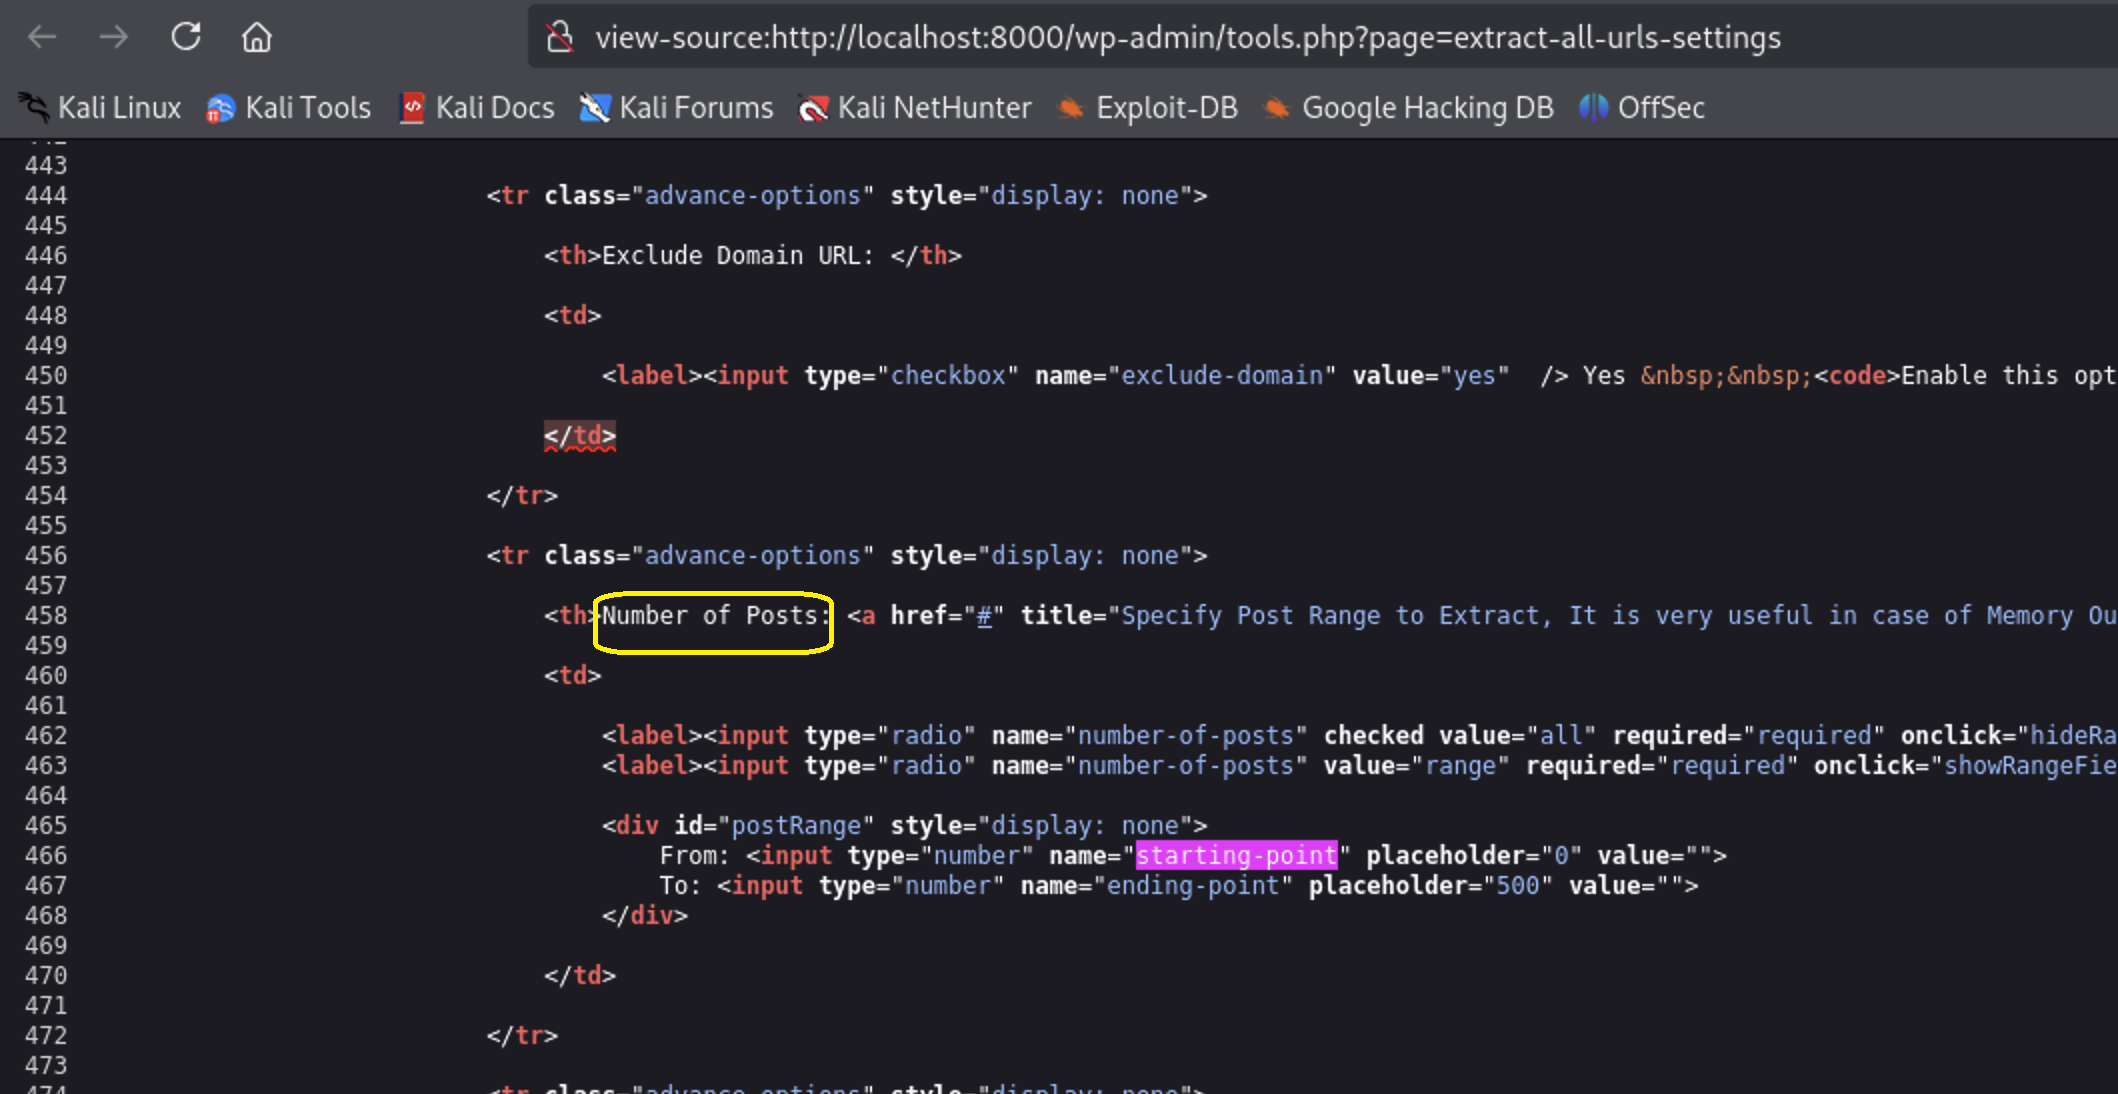 view-source:http://localhost:8000/wp-admin/tools.php?page=extract-all-urls-settings
Kali Linux Kali Tools Kali Docs Kali Forums Kali NetHunter Exploit-DB Google Hacking DB OffSec
443
444 <tr class="advance-options" style="display: none">
445
446 <th>Exclude Domain URL: </th>
447
448 <td>
449
450 <label><input type="checkbox" name="exclude-domain" value="yes"  /> Yes &nbsp;&nbsp;<code>Enable this opt
451
452 </td>
453
454 </tr>
455
456 <tr class="advance-options" style="display: none">
457
458 <th>Number of Posts: <a href="#" title="Specify Post Range to Extract, It is very useful in case of Memory Ou
459
460 <td>
461
462 <label><input type="radio" name="number-of-posts" checked value="all" required="required" onclick="hideRa
463 <label><input type="radio" name="number-of-posts" value="range" required="required" onclick="showRangeFie
464
465 <div id="postRange" style="display: none">
466 From: <input type="number" name="starting-point" placeholder="0" value="">
467 To: <input type="number" name="ending-point" placeholder="500" value="">
468 </div>
469
470 </td>
471
472 </tr>
473
474 <tr class="advance-options" style="display: none">